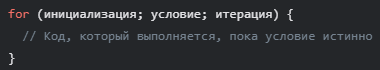 for (инициализация; условие; итерация) {
// Код, который выполняется, пока условие истинно
}